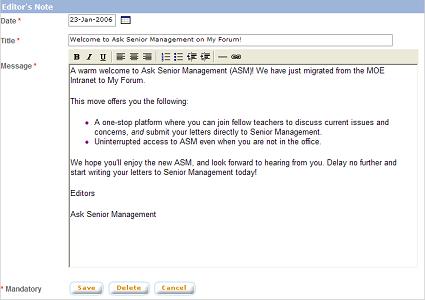 Editor's Note
Date * 23-Jan-2006
Title * Welcome to Ask Senior Management on My Forum!
B I U
Message * A warm welcome to Ask Senior Management (ASM)! We have just migrated from the MOE
Intranet to My Forum.
This move offers you the following:
• A one-stop platform where you can join fellow teachers to discuss current issues and
concerns, and submit your letters directly to Senior Management.
• Uninterrupted access to ASM even when you are not in the office.
We hope you'll enjoy the new ASM, and look forward to hearing from you. Delay no further and
start writing your letters to Senior Management today!
Editors
Ask Senior Management
* Mandatory Save Delete Cancel